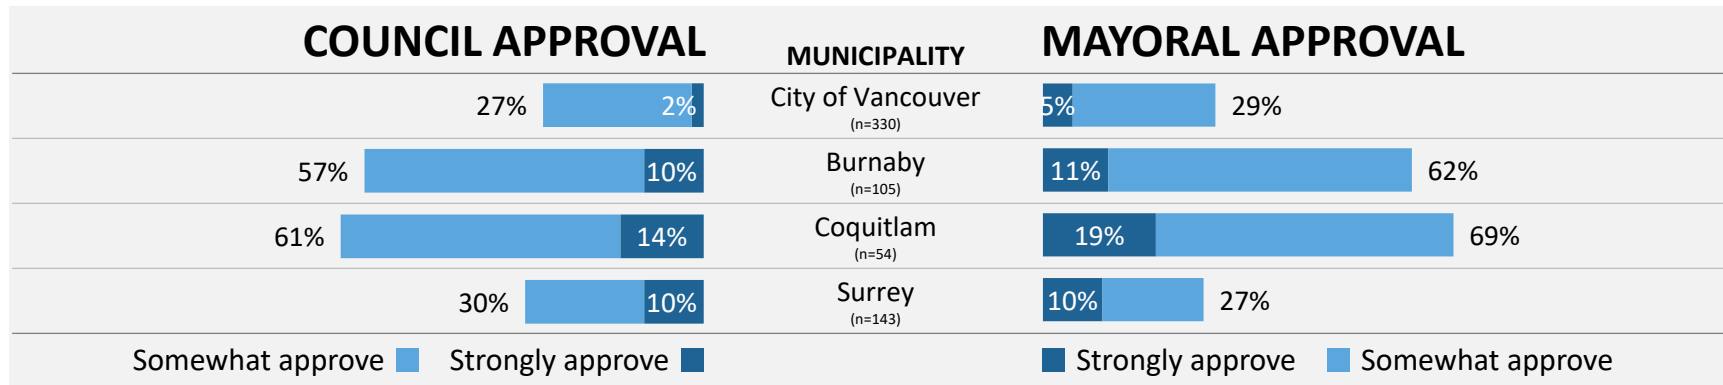 COUNCIL APPROVAL MUNICIPALITY MAYORAL APPROVAL
27% 2% City of Vancouver 5% 29%
(n=330)
57% 10% Burnaby 11% 62%
(n=105)
61% 14% Coquitlam 19% 69%
(n=54)
30% 10% Surrey 10% 27%
(n=143)
Somewhat approve Strongly approve Strongly approve Somewhat approve